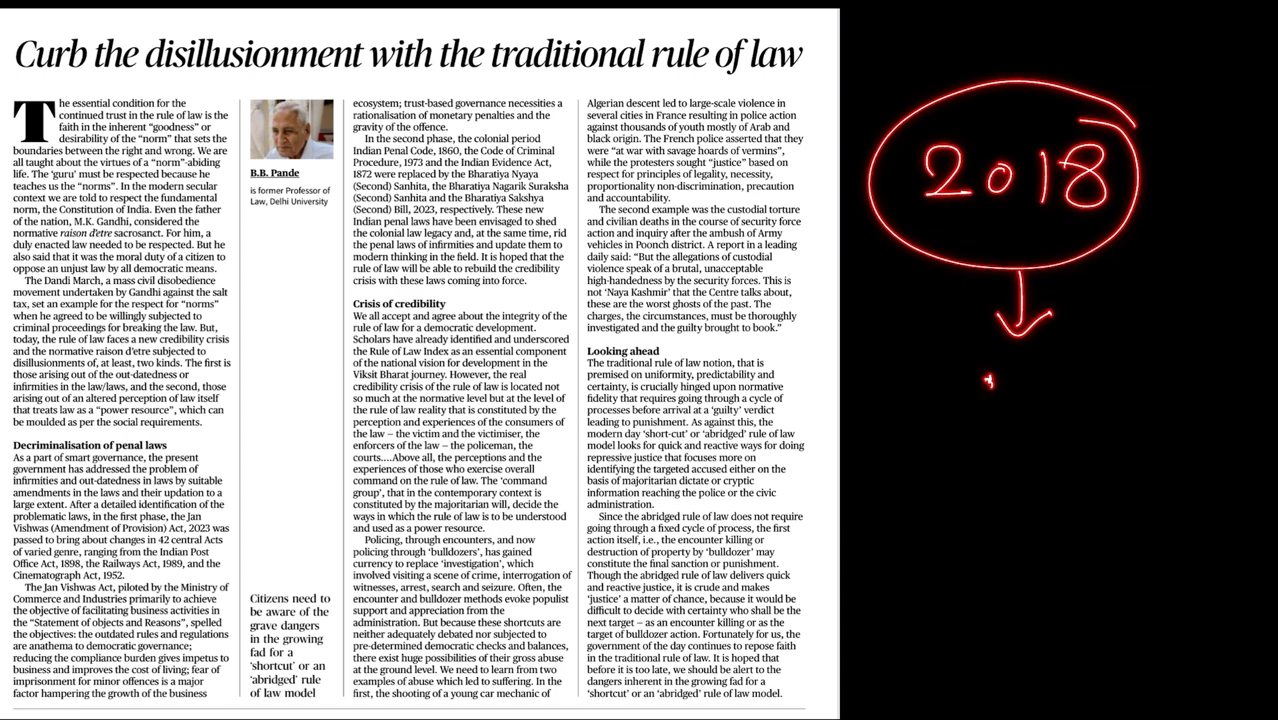 Curb the disillusionment with the traditional rule of law
The essential condition for the
continued trust in the rule of law is the
faith in the inherent “goodness” or
desirability of the “norm” that sets the
boundaries between the right and wrong. We are
all taught about the virtues of a “norm”-abiding
life. The ‘guru’ must be respected because he
teaches us the “norms”. In the modern secular
context we are told to respect the fundamental
norm, the Constitution of India. Even the father
of the nation, M.K. Gandhi, considered the
normative raison d'etre sacrosanct. For him, a
duly enacted law needed to be respected. But he
also said that it was the moral duty of a citizen to
oppose an unjust law by all democratic means.
The Dandi March, a mass civil disobedience
movement undertaken by Gandhi against the salt
tax, set an example for the respect for “norms”
when he agreed to be willingly subjected to
criminal proceedings for breaking the law. But,
today, the rule of law faces a new credibility crisis
and the normative raison d'etre subjected to
disillusionments of, at least, two kinds. The first is
those arising out of the out-datedness or
infirmities in the law/laws, and the second, those
arising out of an altered perception of law itself
that treats law as a “power resource”, which can
be moulded as per the social requirements.
Decriminalisation of penal laws
As a part of smart governance, the present
government has addressed the problem of
infirmities and out-datedness in laws by suitable
amendments in the laws and their updation to a
large extent. After a detailed identification of the
problematic laws, in the first phase, the Jan
Vishwas (Amendment of Provision) Act, 2023 was
passed to bring about changes in 42 central Acts
of varied genre, ranging from the Indian Post
Office Act, 1898, the Railways Act, 1989, and the
Cinematograph Act, 1952.
The Jan Vishwas Act, piloted by the Ministry of
Commerce and Industries primarily to achieve
the objective of facilitating business activities in
the “Statement of objects and Reasons”, spelled
the objectives: the outdated rules and regulations
are anathema to democratic governance;
reducing the compliance burden gives impetus to
business and improves the cost of living; fear of
imprisonment for minor offences is a major
factor hampering the growth of the business
B.B. Pande
is former Professor of
Law, Delhi University
Citizens need to
be aware of the
grave dangers
in the growing
fad for a
‘shortcut’ or an
‘abridged’ rule
of law model
ecosystem; trust-based governance necessities a
rationalisation of monetary penalties and the
gravity of the offence.
In the second phase, the colonial period
Indian Penal Code, 1860, the Code of Criminal
Procedure, 1973 and the Indian Evidence Act,
1872 were replaced by the Bharatiya Nyaya
(Second) Sanhita, the Bharatiya Nagarik Suraksha
(Second) Sanhita and the Bharatiya Sakshya
(Second) Bill, 2023, respectively. These new
Indian penal laws have been envisaged to shed
the colonial law legacy and, at the same time, rid
the penal laws of infirmities and update them to
modern thinking in the field. It is hoped that the
rule of law will be able to rebuild the credibility
crisis with these laws coming into force.
Crisis of credibility
We all accept and agree about the integrity of the
rule of law for a democratic development.
Scholars have already identified and underscored
the Rule of Law Index as an essential component
of the national vision for development in the
Viksit Bharat journey. However, the real
credibility crisis of the rule of law is located not
so much at the normative level but at the level of
the rule of law reality that is constituted by the
perception and experiences of the consumers of
the law – the victim and the victimiser, the
enforcers of the law – the policeman, the
courts....Above all, the perceptions and the
experiences of those who exercise overall
command on the rule of law. The ‘command
group’, that in the contemporary context is
constituted by the majoritarian will, decide the
ways in which the rule of law is to be understood
and used as a power resource.
Policing, through encounters, and now
policing through ‘bulldozers’, has gained
currency to replace ‘investigation’, which
involved visiting a scene of crime, interrogation of
witnesses, arrest, search and seizure. Often, the
encounter and bulldozer methods evoke populist
support and appreciation from the
administration. But because these shortcuts are
neither adequately debated nor subjected to
pre-determined democratic checks and balances,
there exist huge possibilities of their gross abuse
at the ground level. We need to learn from two
examples of abuse which led to suffering. In the
first, the shooting of a young car mechanic of
Algerian descent led to large-scale violence in
several cities in France resulting in police action
against thousands of youth mostly of Arab and
black origin. The French police asserted that they
were “at war with savage hoards of vermins”,
while the protesters sought “justice” based on
respect for principles of legality, necessity,
proportionality non-discrimination, precaution
and accountability.
The second example was the custodial torture
and civilian deaths in the course of security force
action and inquiry after the ambush of Army
vehicles in Poonch district. A report in a leading
daily said: “But the allegations of custodial
violence speak of a brutal, unacceptable
high-handedness by the security forces. This is
not ‘Naya Kashmir’ that the Centre talks about,
these are the worst ghosts of the past. The
charges, the circumstances, must be thoroughly
investigated and the guilty brought to book.”
Looking ahead
The traditional rule of law notion, that is
premised on uniformity, predictability and
certainty, is crucially hinged upon normative
fidelity that requires going through a cycle of
processes before arrival at a ‘guilty’ verdict
leading to punishment. As against this, the
modern day ‘short-cut’ or ‘abridged’ rule of law
model looks for quick and reactive ways for doing
repressive justice that focuses more on
identifying the targeted accused either on the
basis of majoritarian dictate or cryptic
information reaching the police or the civic
administration.
Since the abridged rule of law does not require
going through a fixed cycle of process, the first
action itself, i.e., the encounter killing or
destruction of property by ‘bulldozer’ may
constitute the final sanction or punishment.
Though the abridged rule of law delivers quick
and reactive justice, it is crude and makes
‘justice’ a matter of chance, because it would be
difficult to decide with certainty who shall be the
next target – as an encounter killing or as the
target of bulldozer action. Fortunately for us, the
government of the day continues to repose faith
in the traditional rule of law. It is hoped that
before it is too late, we should be alert to the
dangers inherent in the growing fad for a
‘shortcut’ or an ‘abridged’ rule of law model.
2018